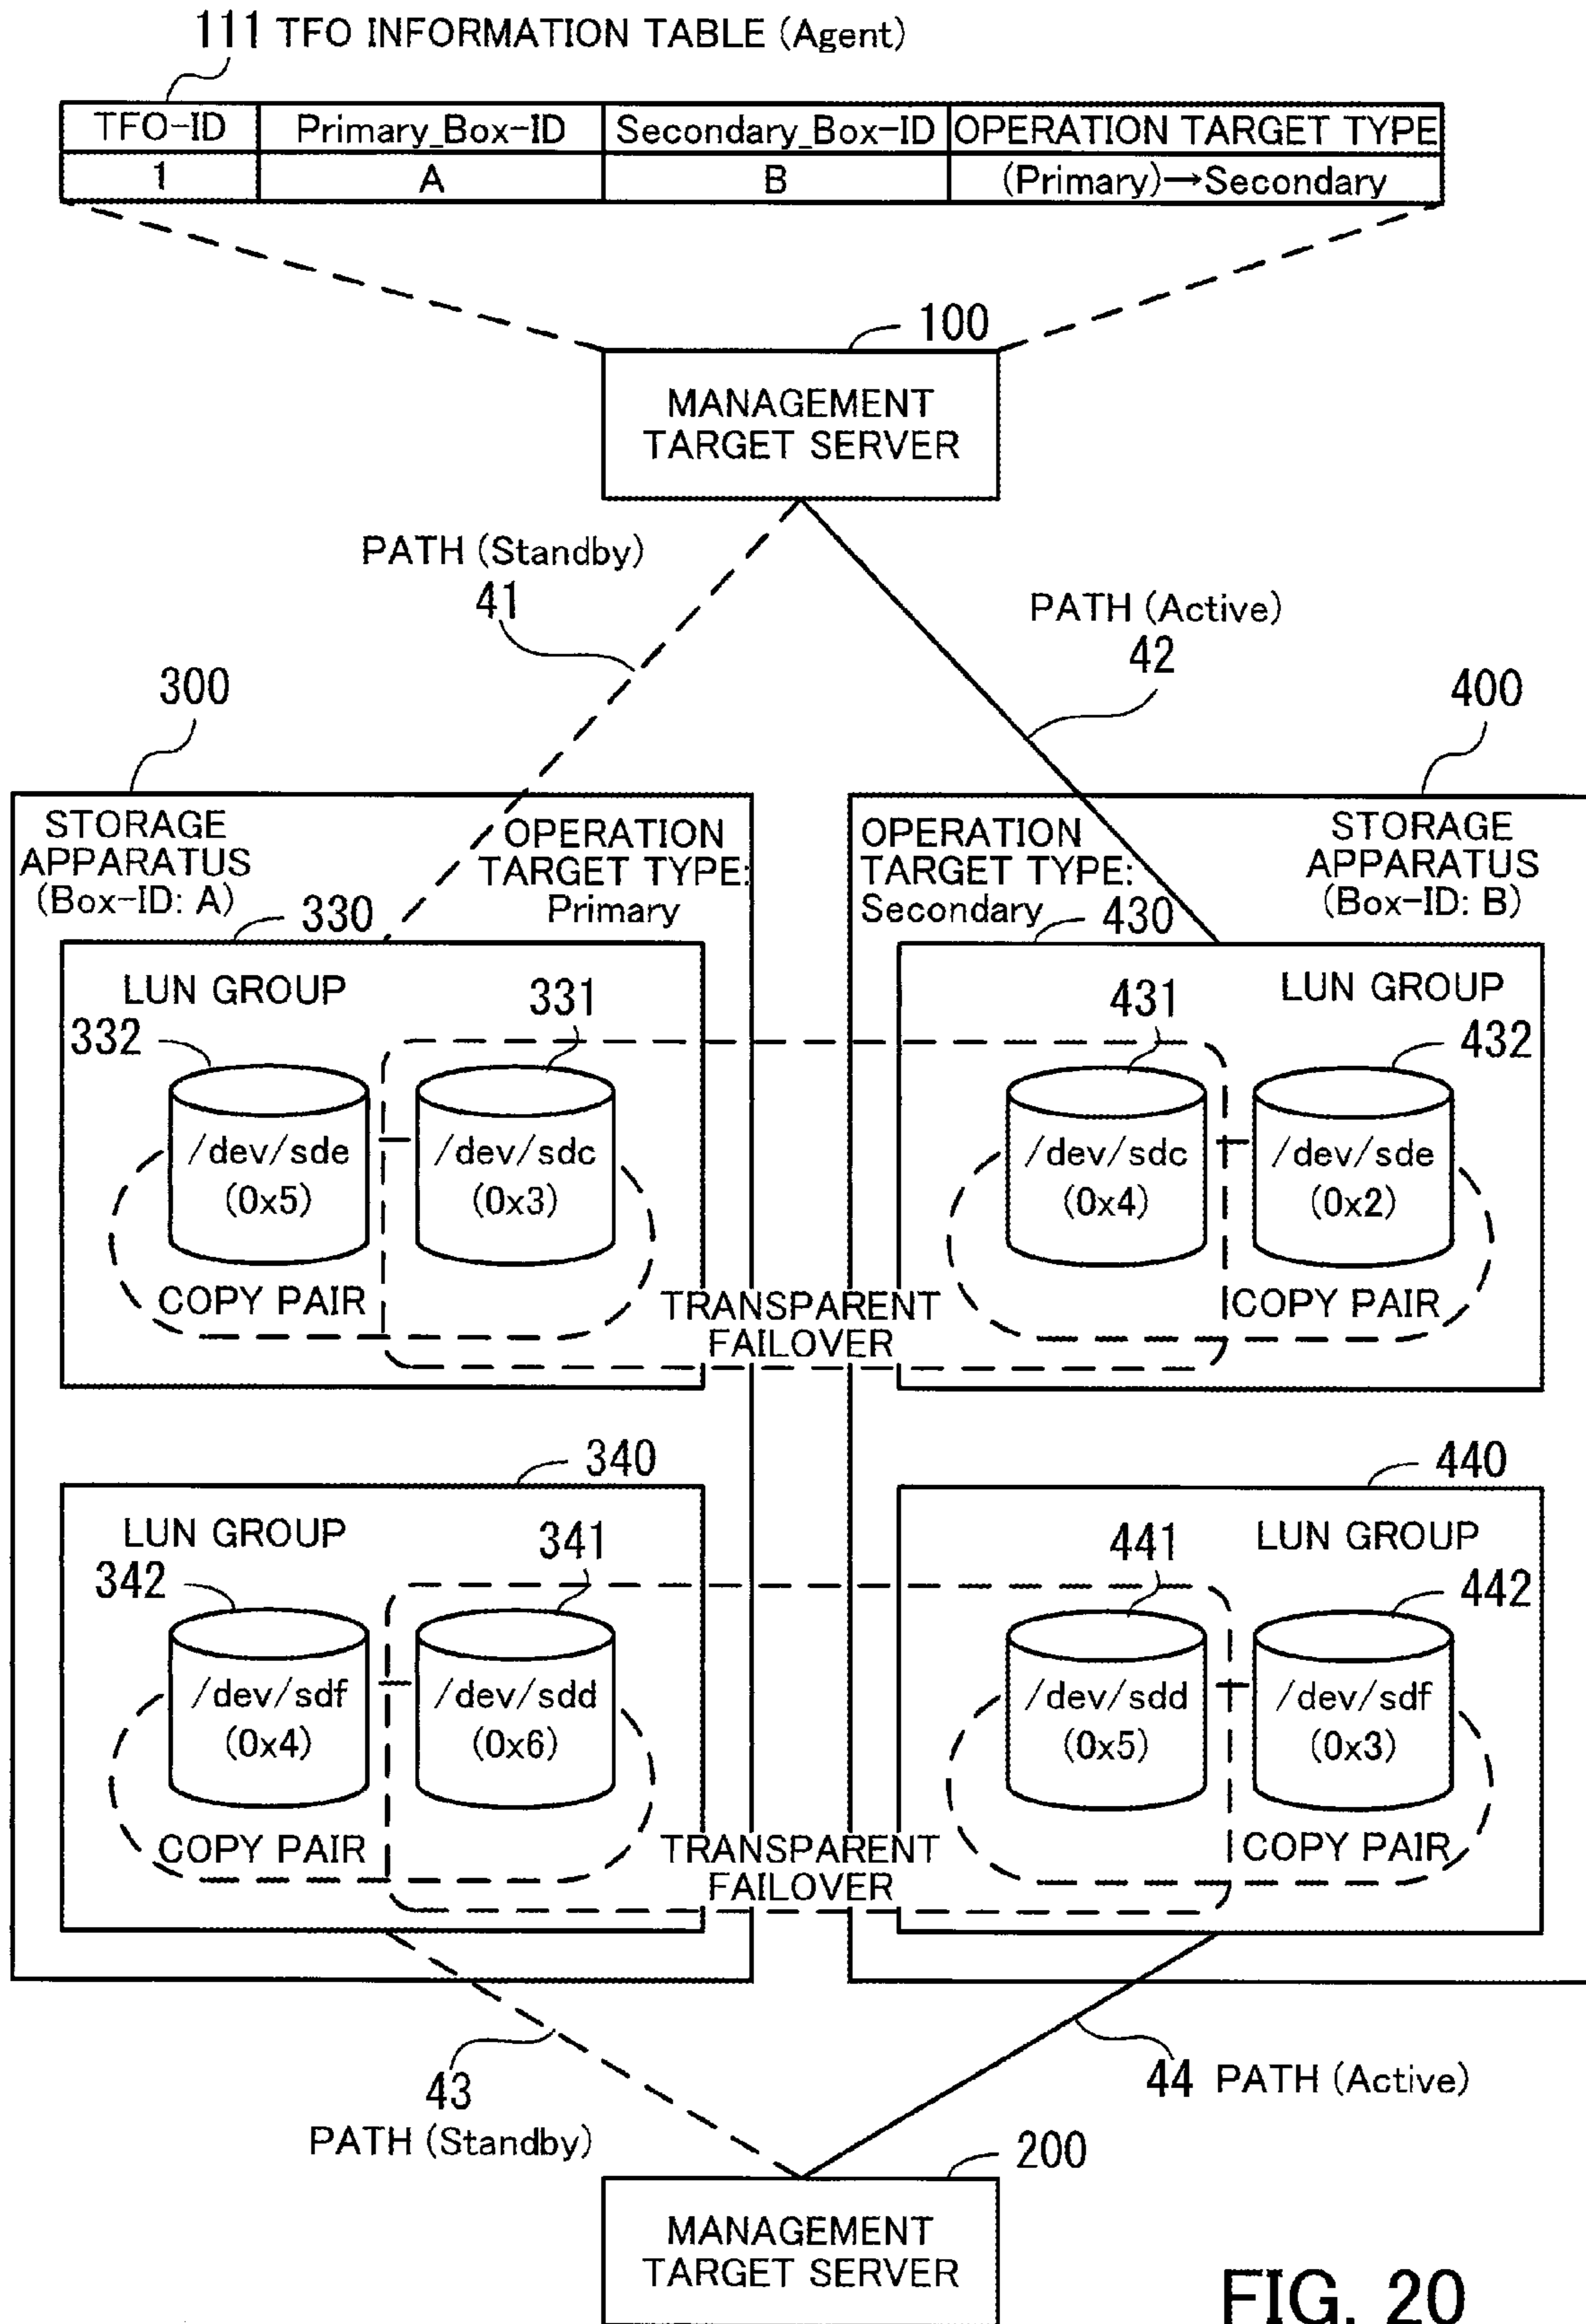 111 TFO INFORMATION TABLE (Agent)
TFO-ID Primary_Box-ID Secondary_Box-ID OPERATION TARGET TYPE
1 A B (Primary)→Secondary
100
MANAGEMENT
TARGET SERVER
PATH (Standby)
41
PATH (Active)
42
300
400
STORAGE
APPARATUS
(Box-ID: A)
OPERATION
TARGET TYPE:
Primary
OPERATION
TARGET TYPE:
Secondary
STORAGE
APPARATUS
(Box-ID: B)
330
430
LUN GROUP
331
332
/dev/sde
(0x5)
/dev/sdc
(0x3)
COPY PAIR
TRANSPARENT
FAILOVER
431
LUN GROUP
432
/dev/sdc
(0x4)
/dev/sde
(0x2)
COPY PAIR
340
440
LUN GROUP
341
342
/dev/sdf
(0x4)
/dev/sdd
(0x6)
COPY PAIR
TRANSPARENT
FAILOVER
441
LUN GROUP
442
/dev/sdd
(0x5)
/dev/sdf
(0x3)
COPY PAIR
43
PATH (Standby)
44 PATH (Active)
200
MANAGEMENT
TARGET SERVER
FIG. 20